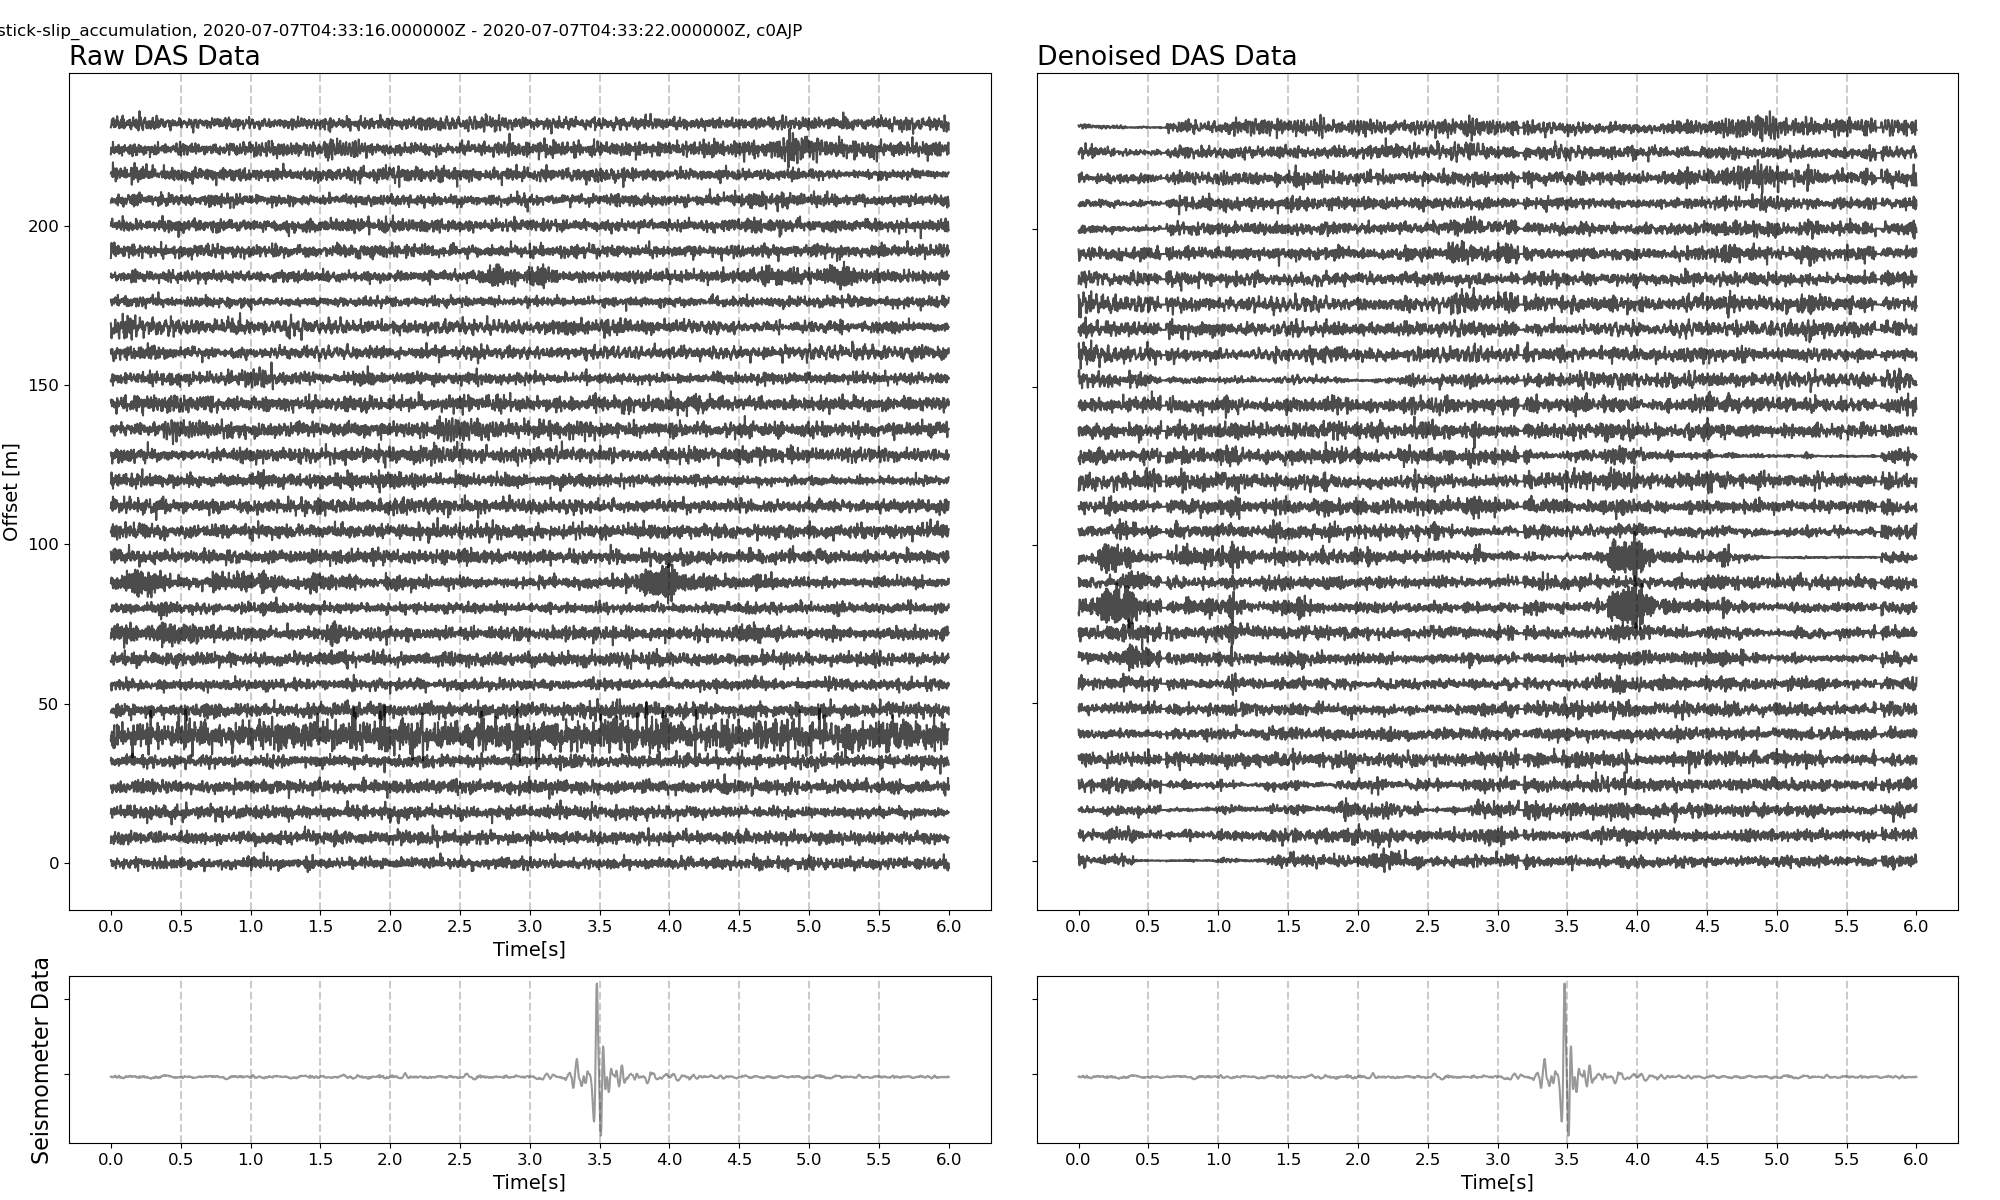 stick-slip_accumulation, 2020-07-07T04:33:16.000000Z - 2020-07-07T04:33:22.000000Z, c0AJP
Raw DAS Data
Offset [m]
200
150
100
50
0
0.0 0.5 1.0 1.5 2.0 2.5 3.0 3.5 4.0 4.5 5.0 5.5 6.0
Time[s]
Denoised DAS Data
0.0 0.5 1.0 1.5 2.0 2.5 3.0 3.5 4.0 4.5 5.0 5.5 6.0
Seismometer Data
0.0 0.5 1.0 1.5 2.0 2.5 3.0 3.5 4.0 4.5 5.0 5.5 6.0
Time[s]
0.0 0.5 1.0 1.5 2.0 2.5 3.0 3.5 4.0 4.5 5.0 5.5 6.0
Time[s]